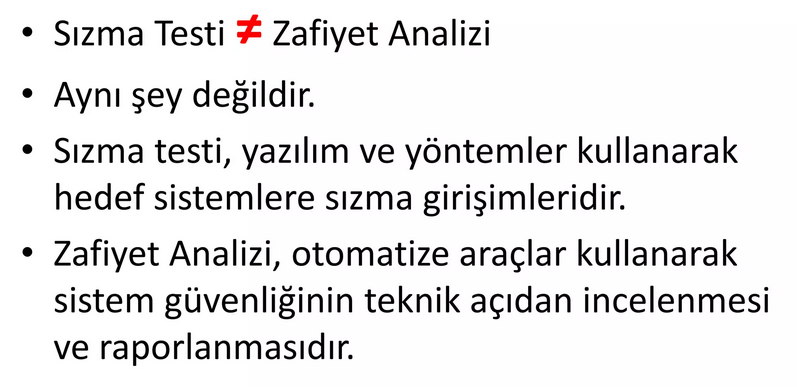 • Sızma Testi ≠ Zafiyet Analizi
• Aynı şey değildir.
• Sızma testi, yazılım ve yöntemler kullanarak
hedef sistemlere sızma girişimleridir.
• Zafiyet Analizi, otomatize araçlar kullanarak
sistem güvenliğinin teknik açıdan incelenmesi
ve raporlanmasıdır.